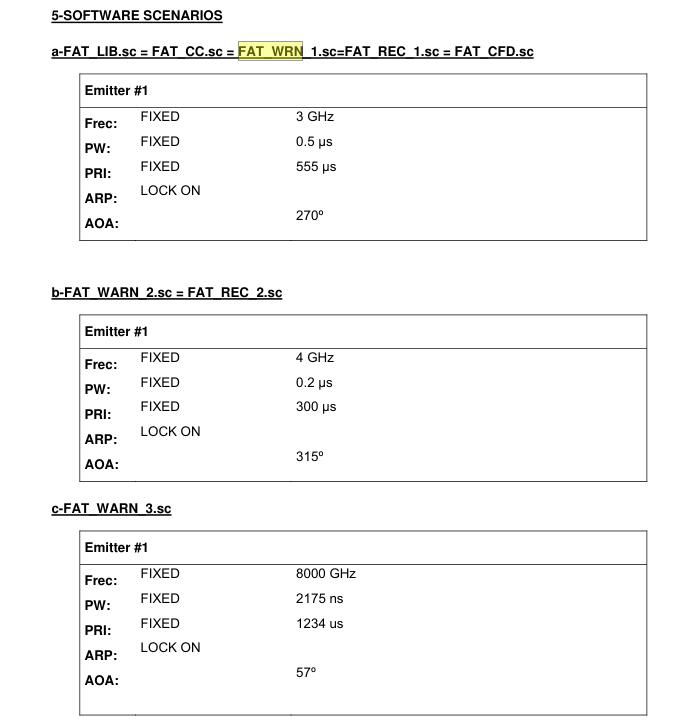 5-SOFTWARE SCENARIOS
a-FAT_LIB.sc = FAT_CC.sc = FAT_WRN_1.sc=FAT_REC_1.sc = FAT_CFD.sc
Emitter #1
Frec: FIXED 3 GHz
PW: FIXED 0.5 µs
PRI: FIXED 555 µs
ARP: LOCK ON
AOA: 270º
b-FAT_WARN_2.sc = FAT_REC_2.sc
Emitter #1
Frec: FIXED 4 GHz
PW: FIXED 0.2 µs
PRI: FIXED 300 µs
ARP: LOCK ON
AOA: 315º
c-FAT_WARN_3.sc
Emitter #1
Frec: FIXED 8000 GHz
PW: FIXED 2175 ns
PRI: FIXED 1234 us
ARP: LOCK ON
AOA: 57º